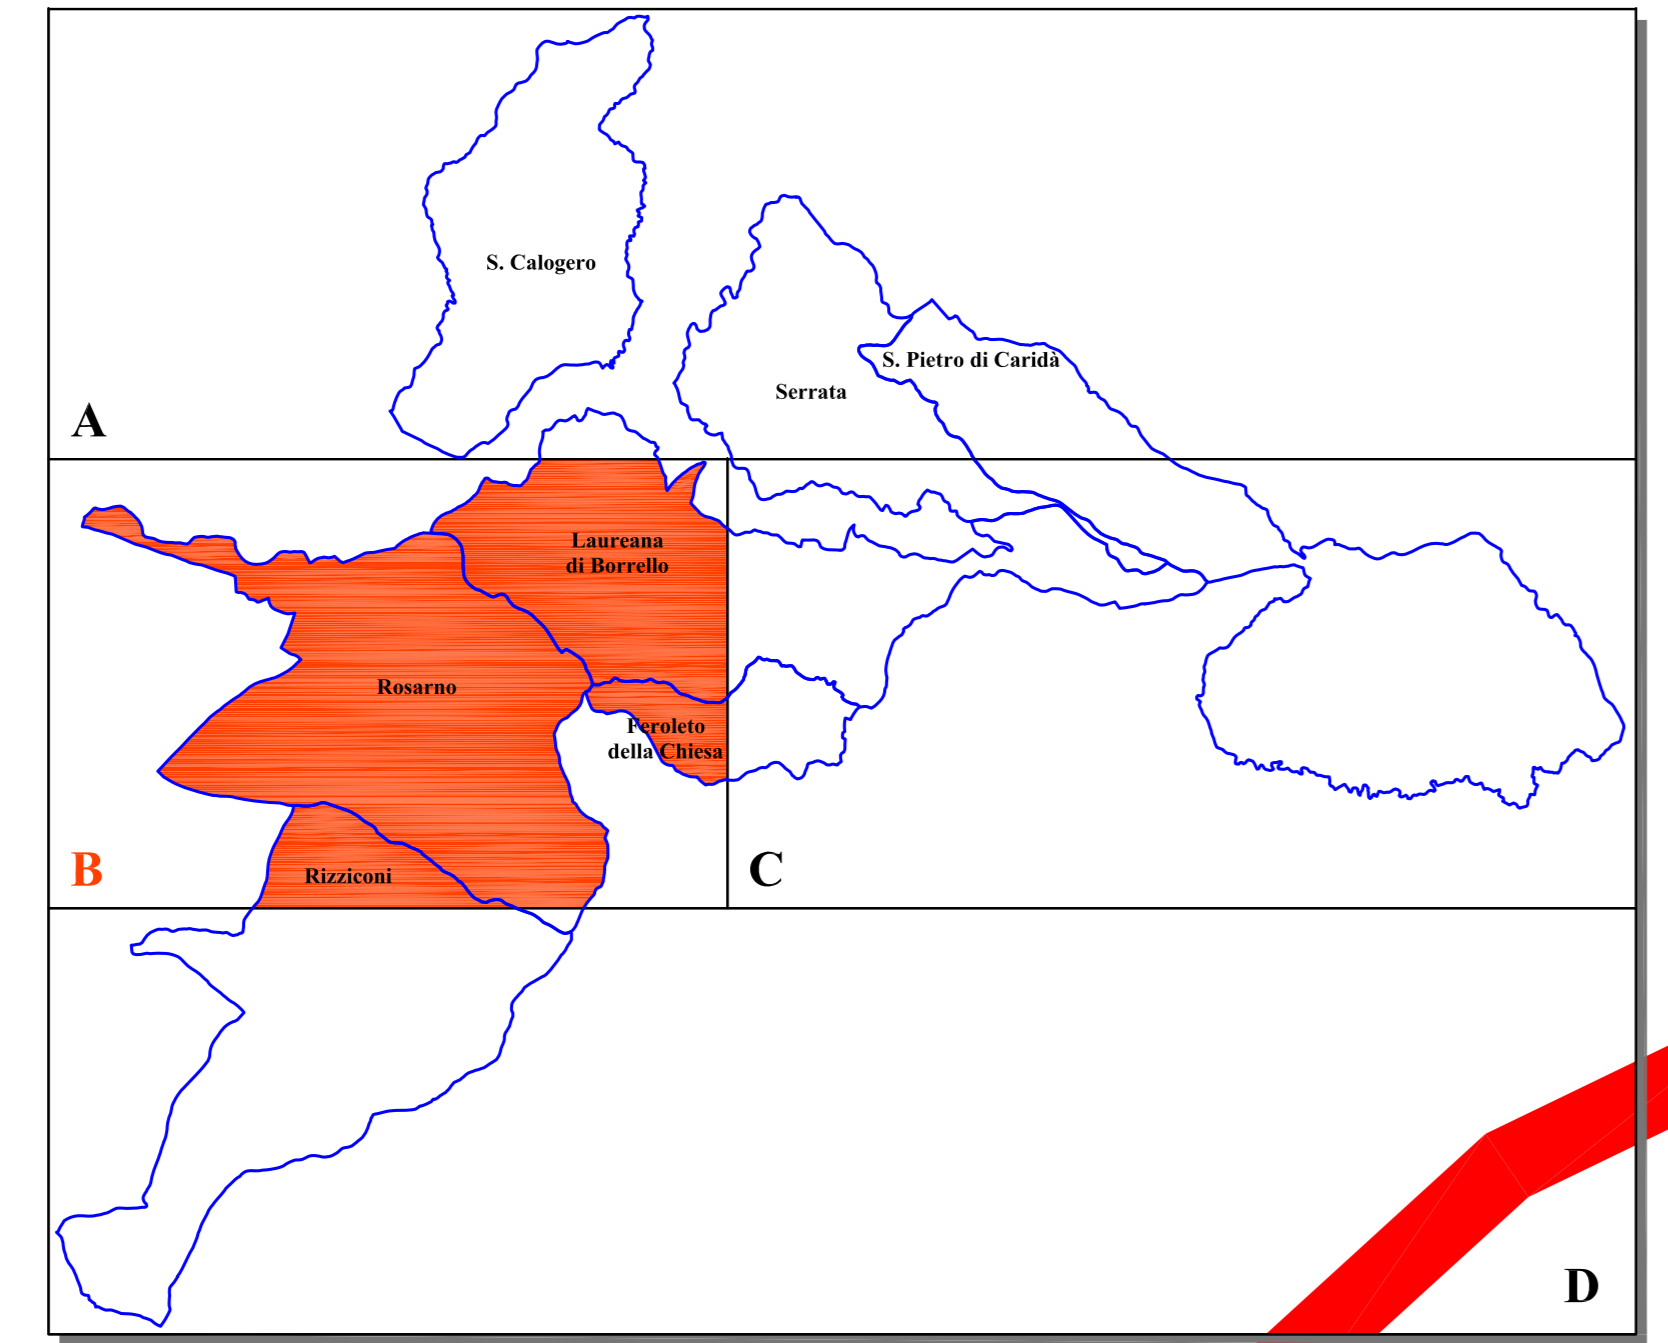 S. Calogero
S. Pietro di Caridà
Serrata
A
Laureana
di Borrello
Rosarno
Feroleto
della Chiesa
B
Rizziconi
C
D